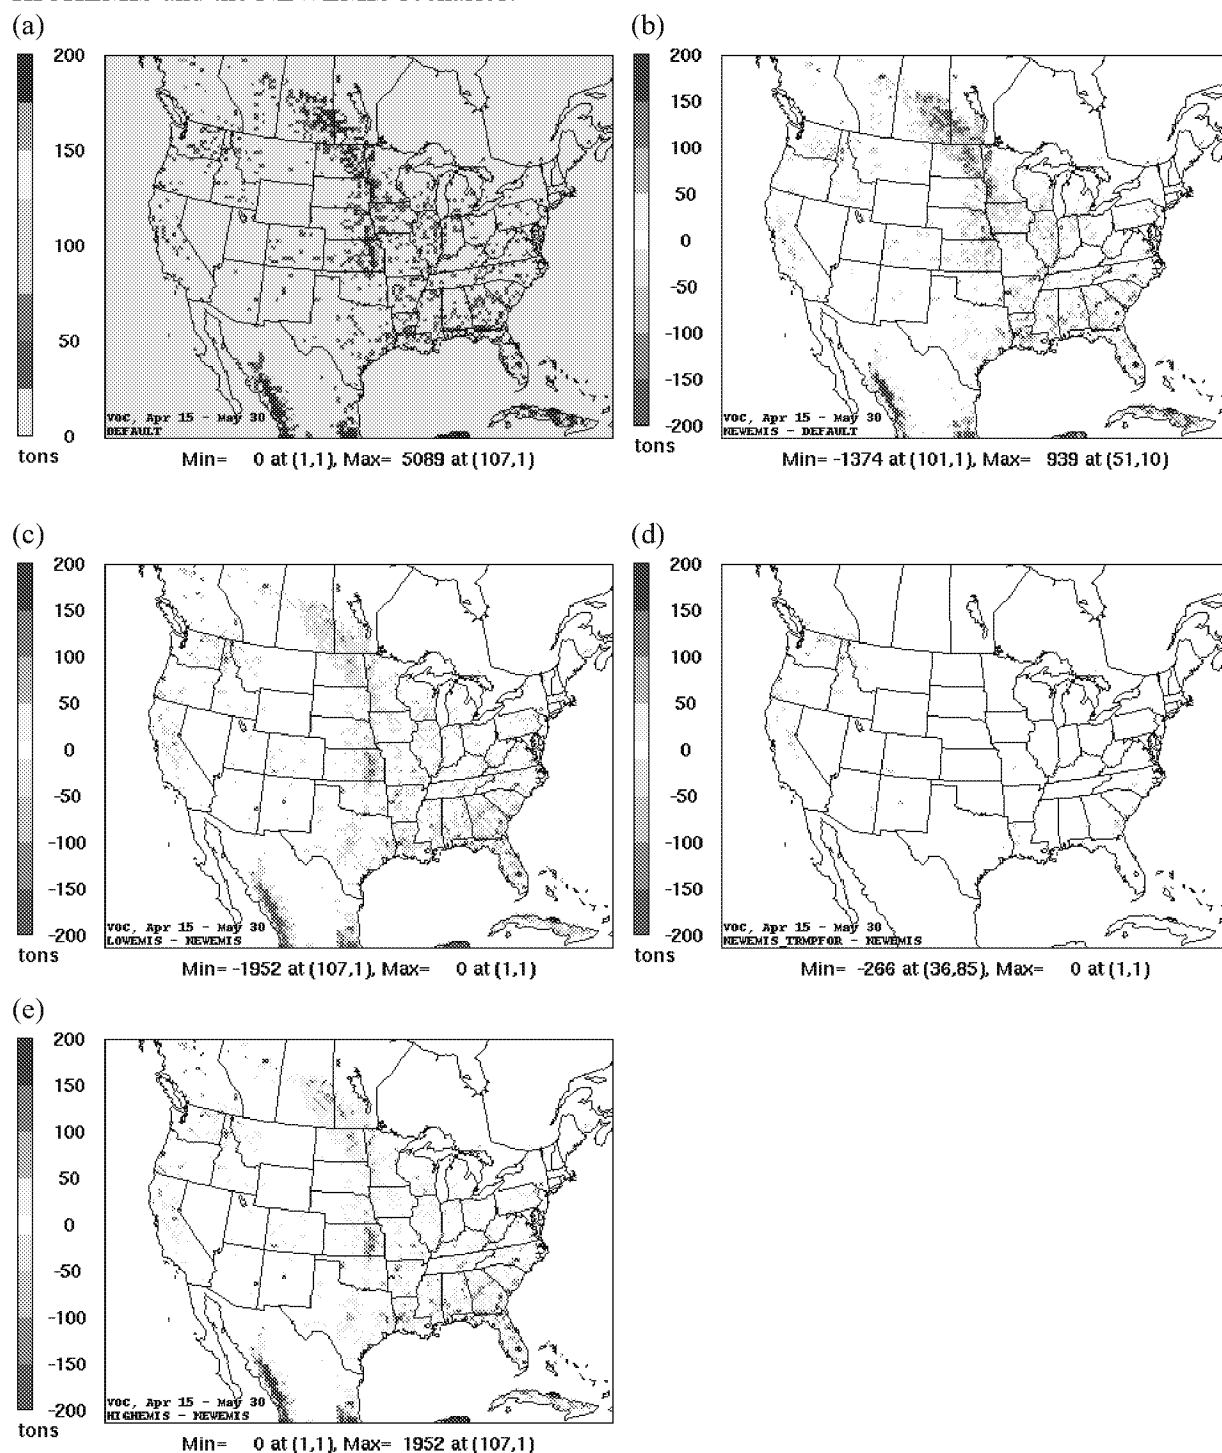 (a)
200
150
100
50
0
tons
VOC, Apr 15 - May 30
DEFAULT
Min= 0 at (1,1), Max= 5089 at (107,1)
(b)
200
150
100
50
0
-50
-100
-150
-200
tons
VOC, Apr 15 - May 30
NEWEMIS - DEFAULT
Min= -1374 at (101,1), Max= 939 at (51,10)
(c)
200
150
100
50
0
-50
-100
-150
-200
tons
VOC, Apr 15 - May 30
LOWEMIS - NEWEMIS
Min= -1952 at (107,1), Max= 0 at (1,1)
(d)
200
150
100
50
0
-50
-100
-150
-200
tons
VOC, Apr 15 - May 30
NEWEMIS_TRMPFOR - NEWEMIS
Min= -266 at (36,85), Max= 0 at (1,1)
(e)
200
150
100
50
0
-50
-100
-150
-200
tons
VOC, Apr 15 - May 30
HIGHEMIS - NEWEMIS
Min= 0 at (1,1), Max= 1952 at (107,1)